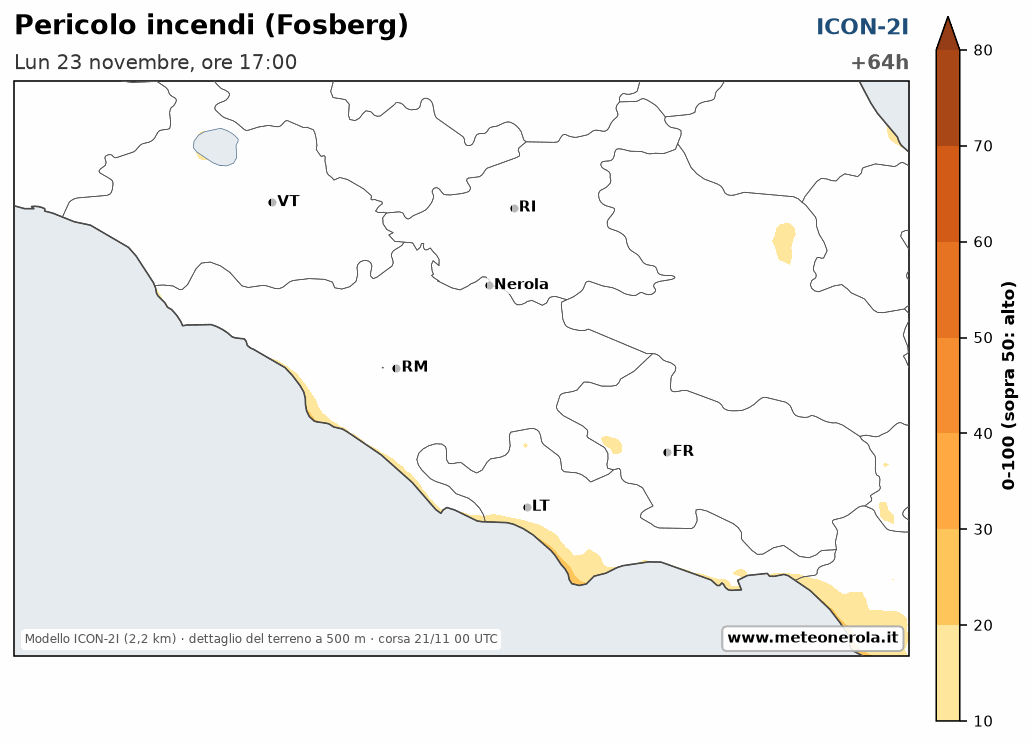 Pericolo incendi (Fosberg)
ICON-2I
Lun 23 novembre, ore 17:00
+64h
VT
RI
Nerola
RM
FR
LT
Modello ICON-2I (2,2 km) · dettaglio del terreno a 500 m · corsa 21/11 00 UTC
www.meteonerola.it
80
70
60
50
40
30
20
10
0-100 (sopra 50: alto)